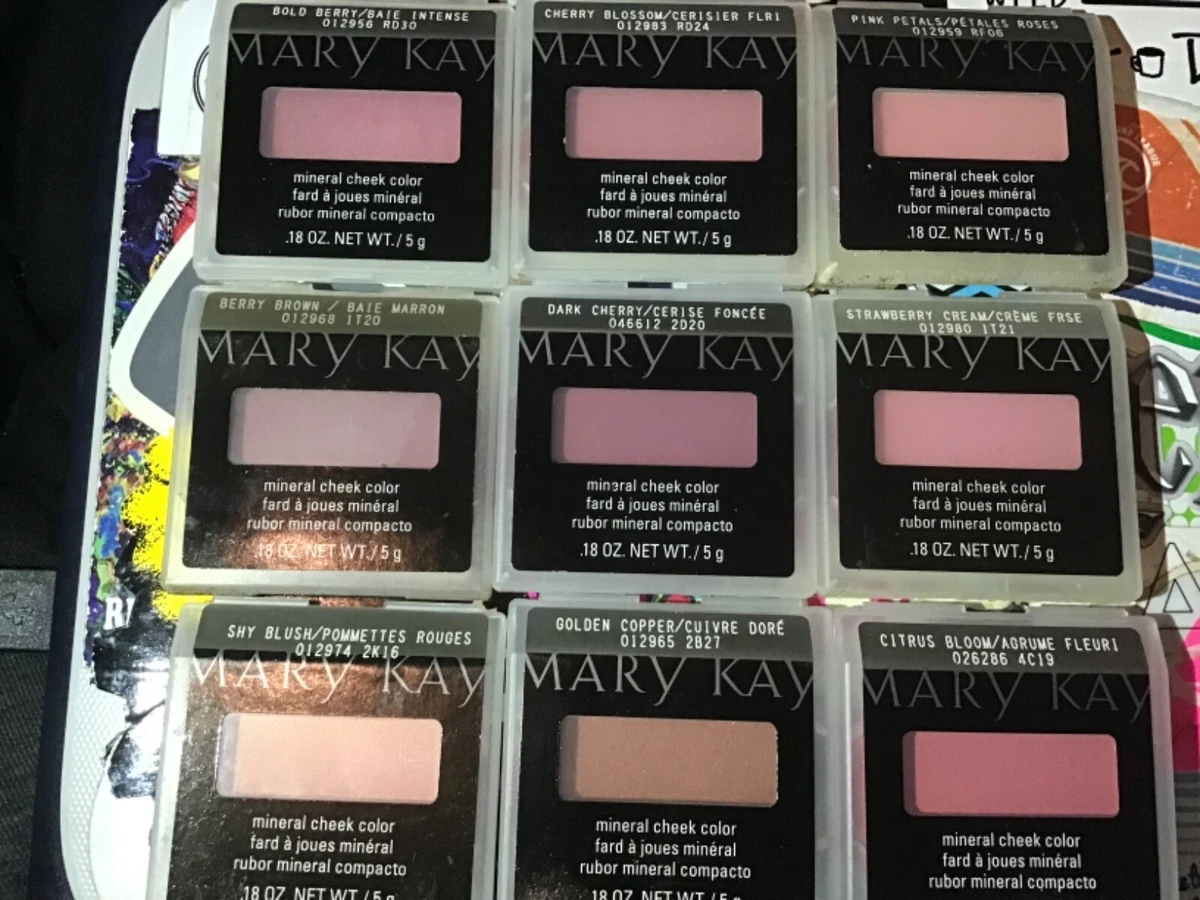 BOLD BERRY/BAIE INTENSE
012956 RD30
MARY KAY
mineral cheek color
fard à joues minéral
rubor mineral compacto
.18 OZ. NET WT./5 g
CHERRY BLOSSOM/CERISIER FLRI
012983 RD24
MARY KAY
mineral cheek color
fard à joues minéral
rubor mineral compacto
.18 OZ. NET WT./5 g
PINK PETALS/PÉTALES ROSES
012959 RF06
MARY KAY
mineral cheek color
fard à joues minéral
rubor mineral compacto
.18 OZ. NET WT./5 g
BERRY BROWN / BAIE MARRON
012968 1T20
MARY KAY
mineral cheek color
fard à joues minéral
rubor mineral compacto
.18 OZ. NET WT./5 g
DARK CHERRY/CERISE FONCÉE
046612 2D20
MARY KAY
mineral cheek color
fard à joues minéral
rubor mineral compacto
.18 OZ. NET WT./5 g
STRAWBERRY CREAM/CRÈME FRSE
012980 1T21
MARY KAY
mineral cheek color
fard à joues minéral
rubor mineral compacto
.18 OZ. NET WT./5 g
SHY BLUSH/POMMETTES ROUGES
012974 2K16
MARY KAY
mineral cheek color
fard à joues minéral
rubor mineral compacto
.18 OZ. NET WT./5 g
GOLDEN COPPER/CUIVRE DORÉ
012965 2B27
MARY KAY
mineral cheek color
fard à joues minéral
rubor mineral compacto
.18 OZ. NET WT./5 g
CITRUS BLOOM/AGRUME FLEURI
026286 4C19
MARY KAY
mineral cheek color
fard à joues minéral
rubor mineral compacto